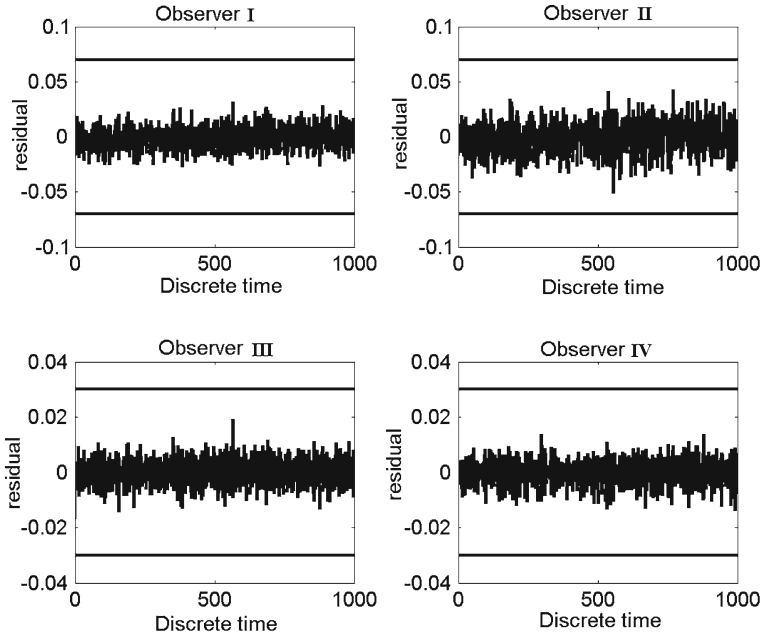 Observer I
0.1
0.05
0
-0.05
-0.1
residual
0 500 1000
Discrete time
Observer II
0.1
0.05
0
-0.05
-0.1
residual
0 500 1000
Discrete time
Observer III
0.04
0.02
0
-0.02
-0.04
residual
0 500 1000
Discrete time
Observer IV
0.04
0.02
0
-0.02
-0.04
residual
0 500 1000
Discrete time